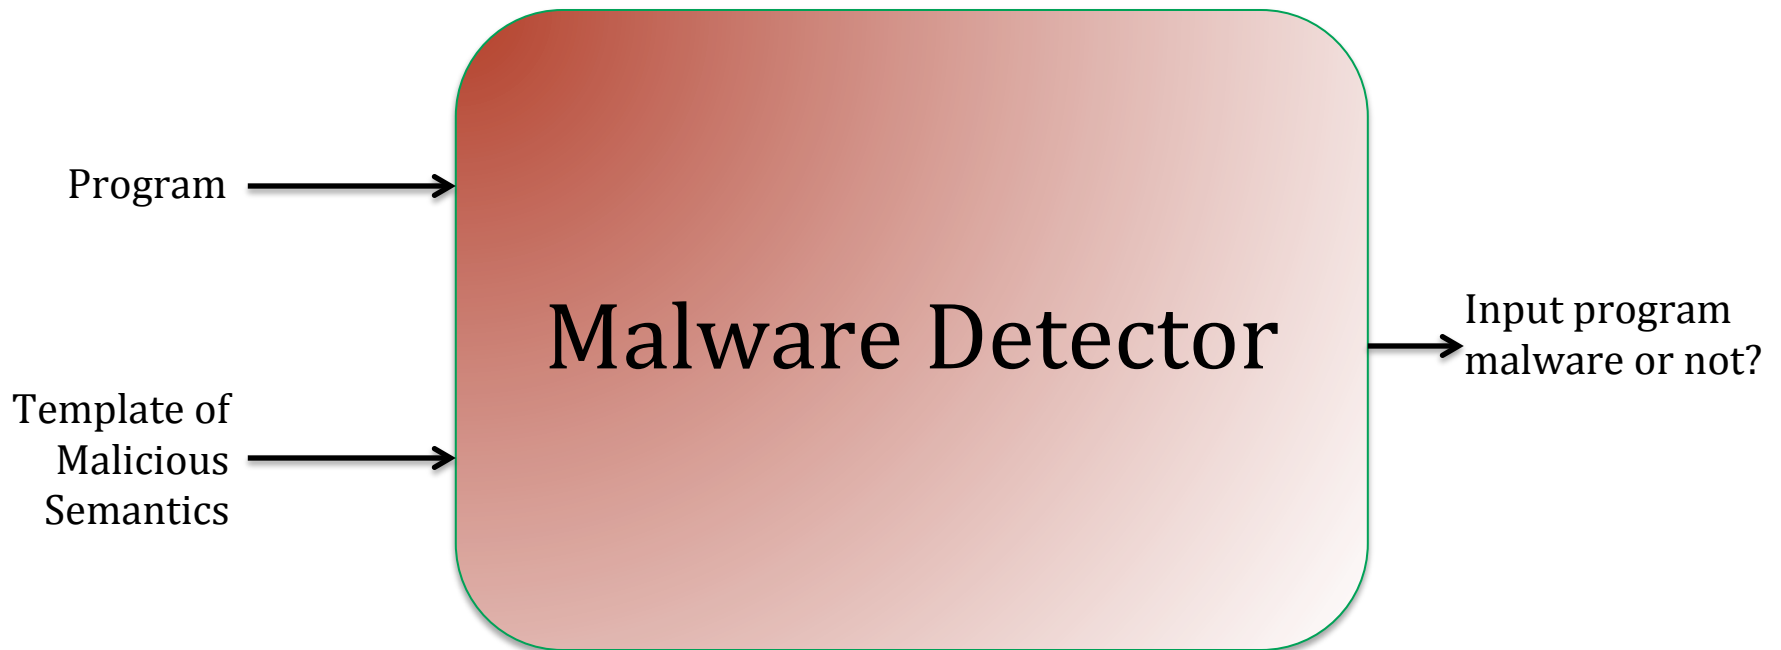 Program
Template of
Malicious
Semantics
Malware Detector
Input program
malware or not?